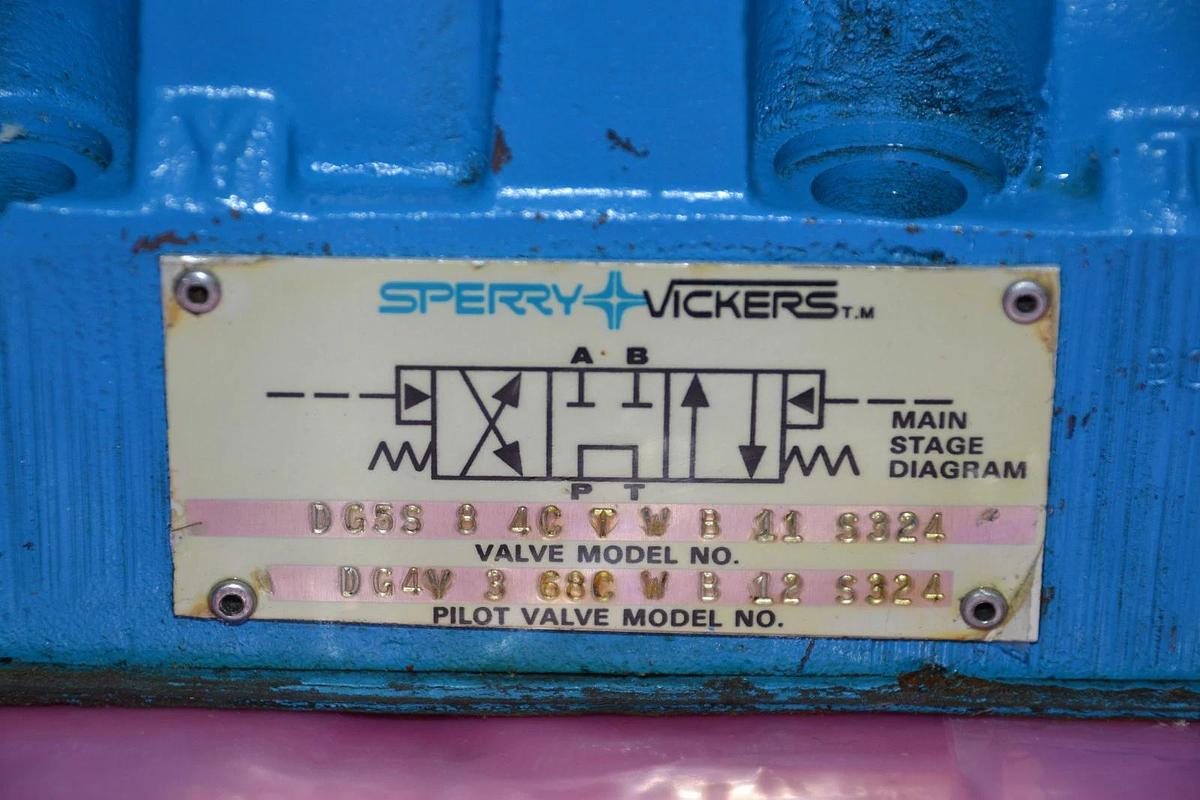 Y
SPERRY VICKERS T.M
A B
MAIN
STAGE
DIAGRAM
P T
DG5S 8 4C T W B 11 S324
VALVE MODEL NO.
DG4V 3 68C W B 12 S324
PILOT VALVE MODEL NO.